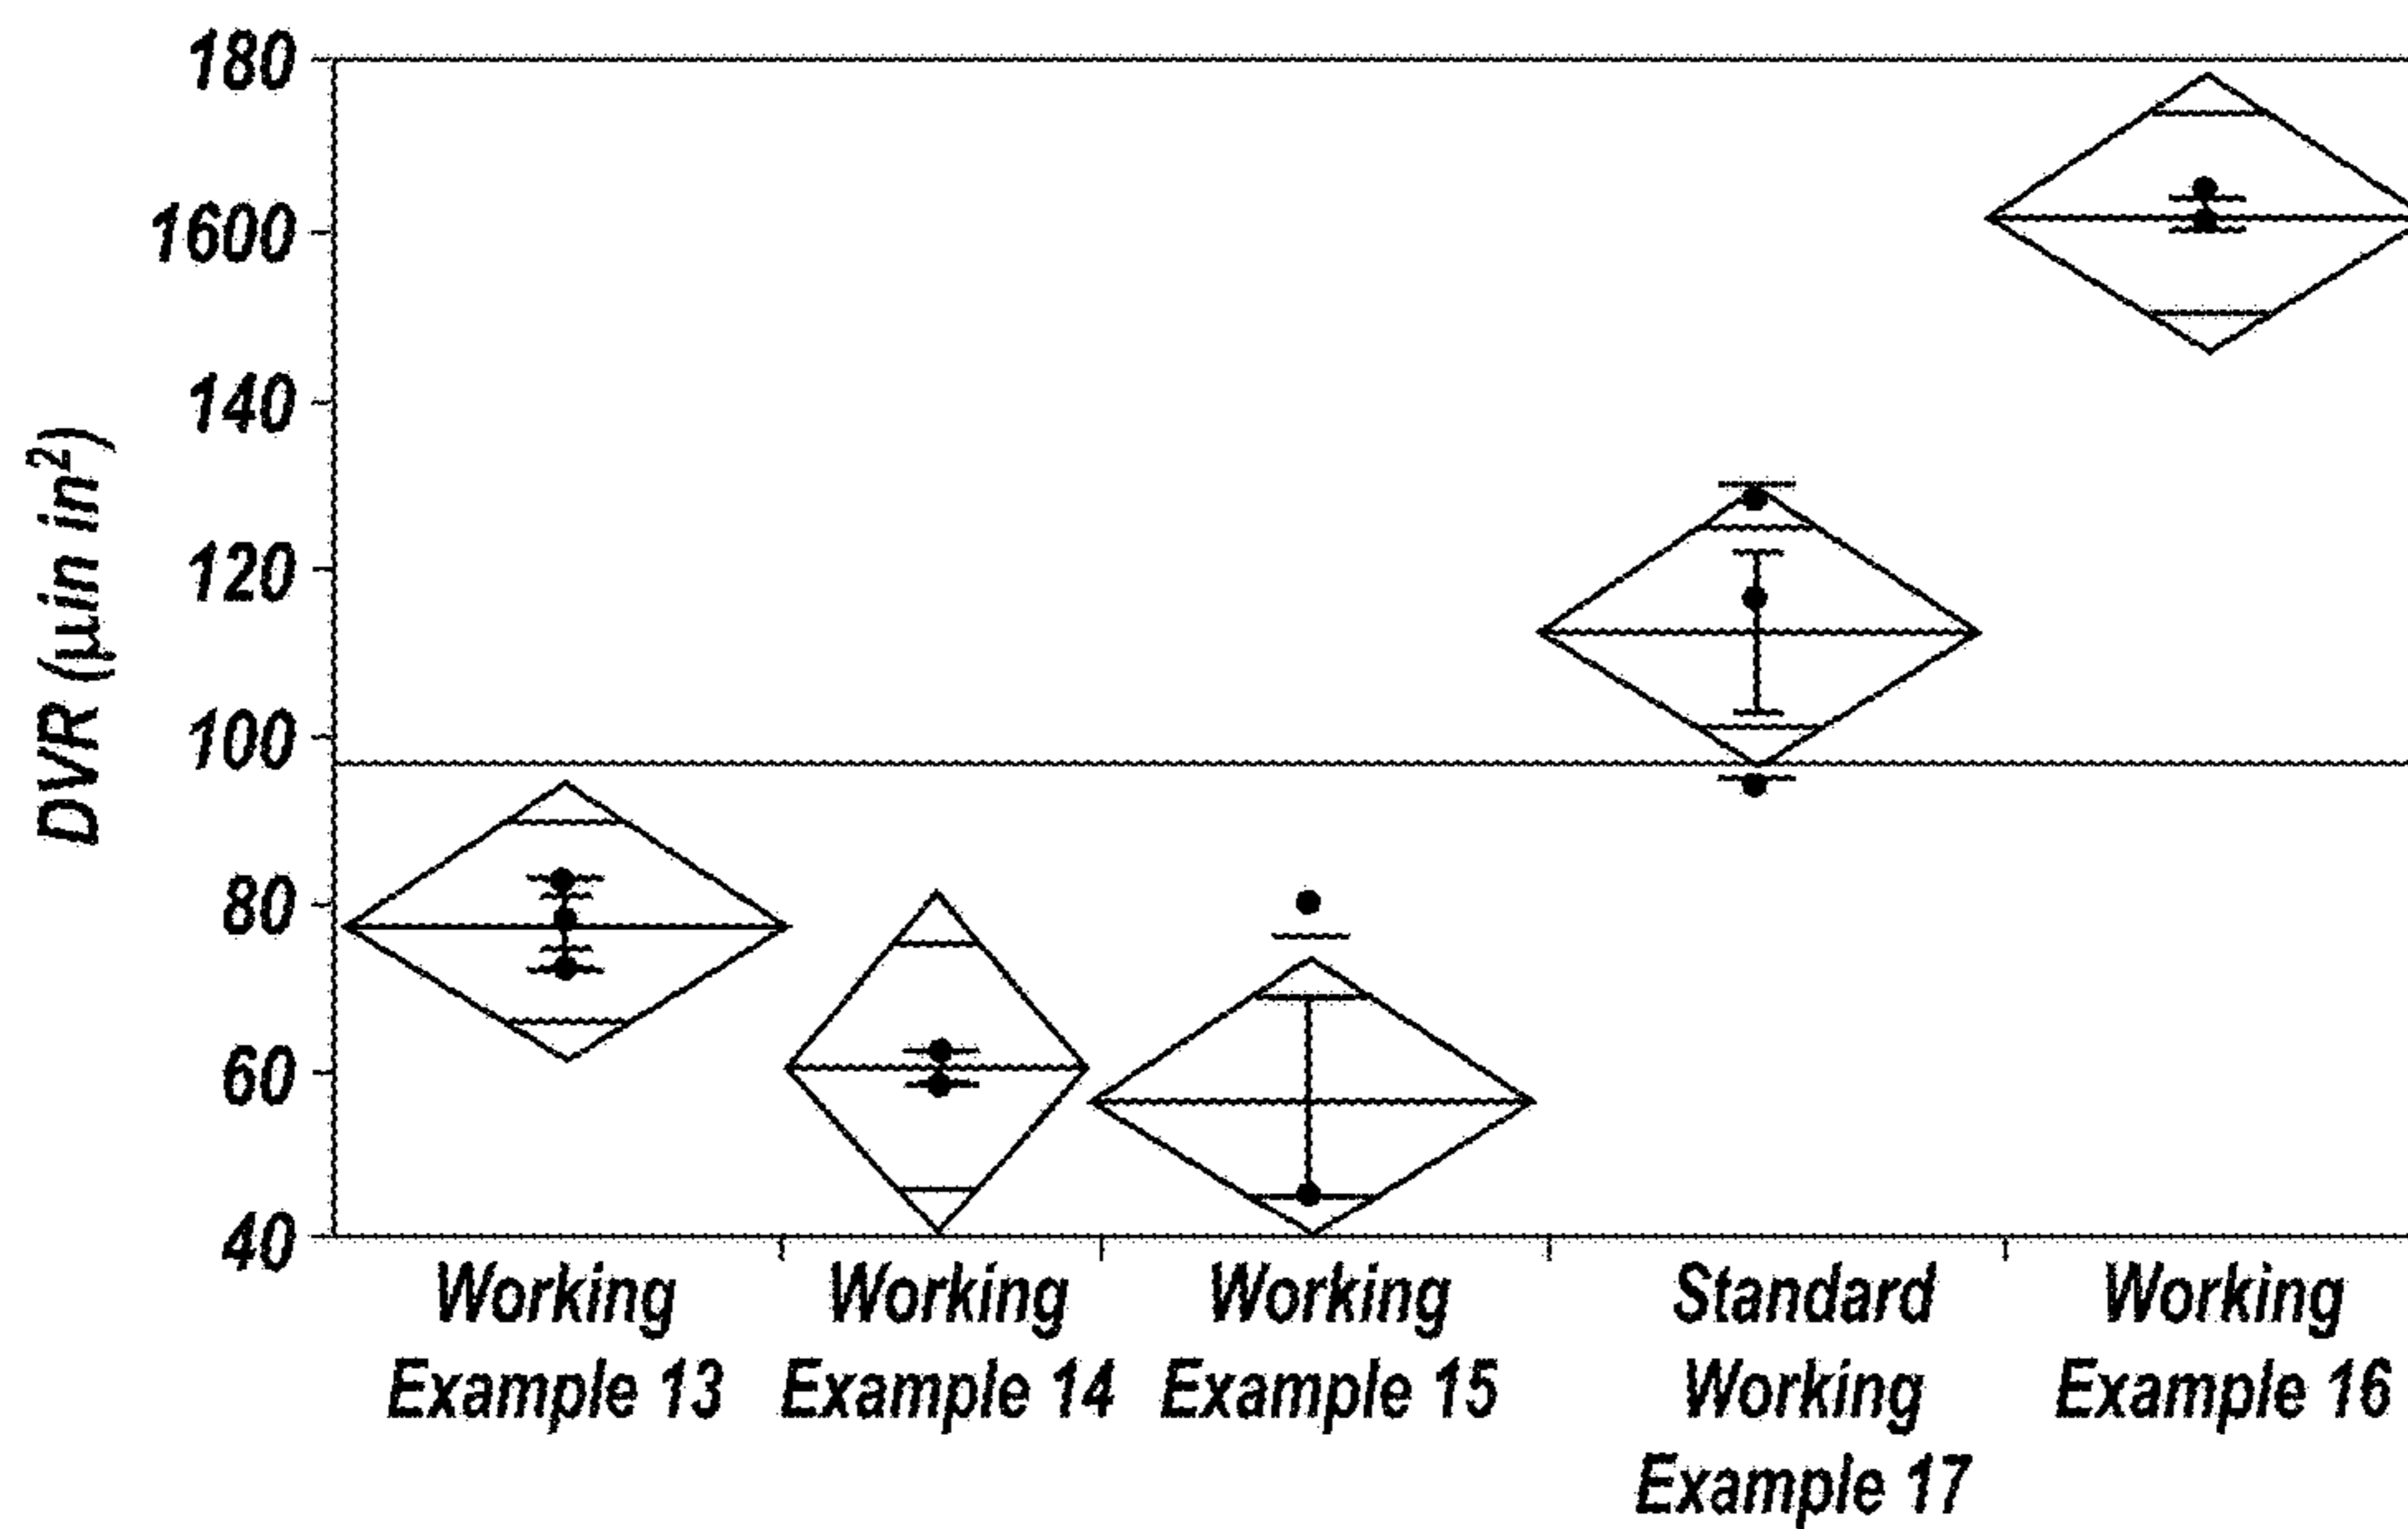 180
1600
140
120
100
80
60
40
DVR (µin in²)
Working Example 13
Working Example 14
Working Example 15
Standard Working Example 17
Working Example 16